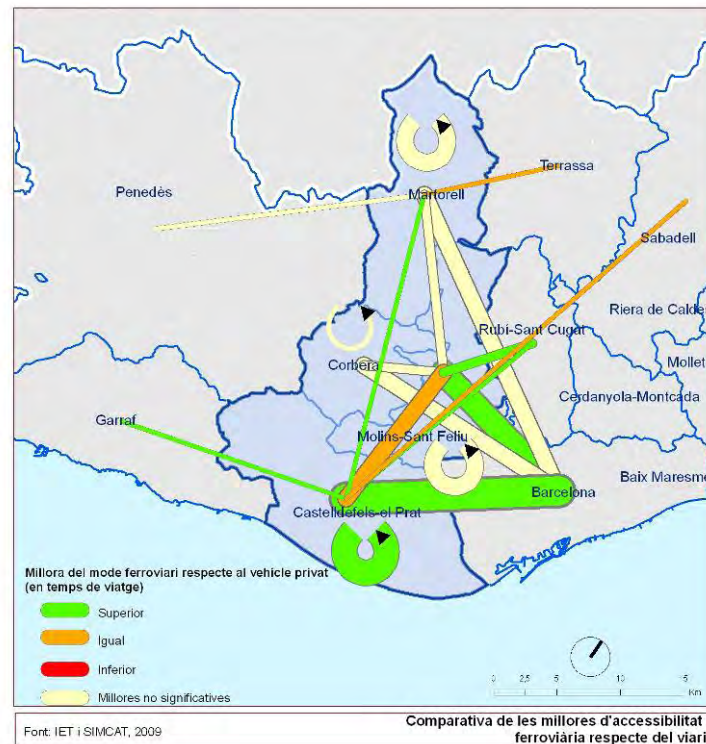 Terrassa
Penedès
Martorell
Sabadell
Riera de Calde
Rubí-Sant Cugat
Mollet
Corbera
Cerdanyola-Montcada
Garraf
Molins-Sant Feliu
Baix Maresme
Barcelona
Castelldefels-el Prat
Millora del mode ferroviari respecte al vehicle privat
(en temps de viatge)
Superior
Igual
Inferior
Millores no significatives
0 2,5 5 10 15
Km
Font: IET i SIMCAT, 2009
Comparativa de les millores d'accessibilitat
ferroviària respecte del viari